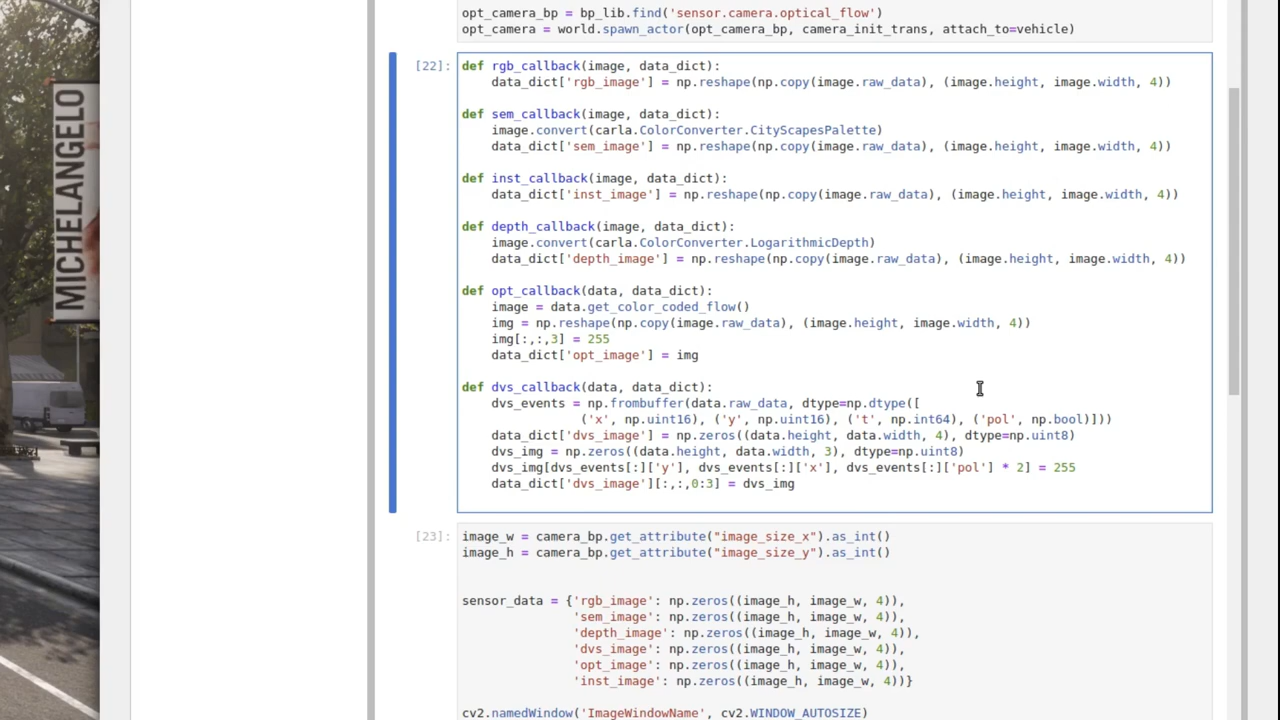 MICHELANGELO
opt_camera_bp = bp_lib.find('sensor.camera.optical_flow')
opt_camera = world.spawn_actor(opt_camera_bp, camera_init_trans, attach_to=vehicle)
[22]:
def rgb_callback(image, data_dict):
    data_dict['rgb_image'] = np.reshape(np.copy(image.raw_data), (image.height, image.width, 4))
def sem_callback(image, data_dict):
    image.convert(carla.ColorConverter.CityScapesPalette)
    data_dict['sem_image'] = np.reshape(np.copy(image.raw_data), (image.height, image.width, 4))
def inst_callback(image, data_dict):
    data_dict['inst_image'] = np.reshape(np.copy(image.raw_data), (image.height, image.width, 4))
def depth_callback(image, data_dict):
    image.convert(carla.ColorConverter.LogarithmicDepth)
    data_dict['depth_image'] = np.reshape(np.copy(image.raw_data), (image.height, image.width, 4))
def opt_callback(data, data_dict):
    image = data.get_color_coded_flow()
    img = np.reshape(np.copy(image.raw_data), (image.height, image.width, 4))
    img[:,:,3] = 255
    data_dict['opt_image'] = img
def dvs_callback(data, data_dict):
    dvs_events = np.frombuffer(data.raw_data, dtype=np.dtype([
                ('x', np.uint16), ('y', np.uint16), ('t', np.int64), ('pol', np.bool)]))
    data_dict['dvs_image'] = np.zeros((data.height, data.width, 4), dtype=np.uint8)
    dvs_img = np.zeros((data.height, data.width, 3), dtype=np.uint8)
    dvs_img[dvs_events[:]['y'], dvs_events[:]['x'], dvs_events[:]['pol'] * 2] = 255
    data_dict['dvs_image'][:,:,0:3] = dvs_img
[23]:
image_w = camera_bp.get_attribute("image_size_x").as_int()
image_h = camera_bp.get_attribute("image_size_y").as_int()
sensor_data = {'rgb_image': np.zeros((image_h, image_w, 4)),
               'sem_image': np.zeros((image_h, image_w, 4)),
               'depth_image': np.zeros((image_h, image_w, 4)),
               'dvs_image': np.zeros((image_h, image_w, 4)),
               'opt_image': np.zeros((image_h, image_w, 4)),
               'inst_image': np.zeros((image_h, image_w, 4))}
cv2.namedWindow('ImageWindowName', cv2.WINDOW_AUTOSIZE)